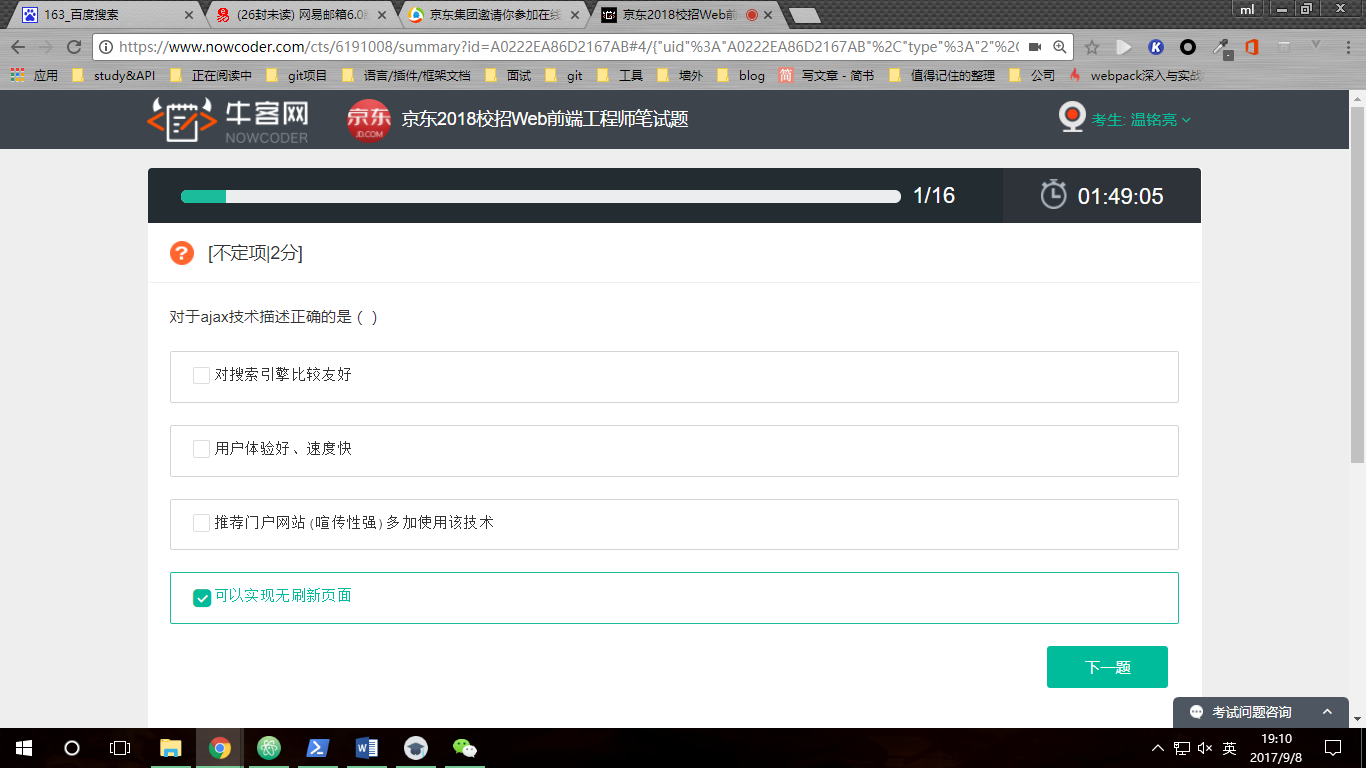 163_百度搜索
(26封未读) 网易邮箱6.0
京东集团邀请你参加在线
京东2018校招Web前
ml
https://www.nowcoder.com/cts/6191008/summary?id=A0222EA86D2167AB#4/{"uid"%3A"A0222EA86D2167AB"%2C"type"%3A"2"%2C
应用
study&API
正在阅读中
git项目
语言/插件/框架文档
面试
git
工具
墙外
blog
简 写文章 - 简书
值得记住的整理
公司
webpack深入与实战
牛客网
NOWCODER
京东
JD.COM
京东2018校招Web前端工程师笔试题
考生: 温铭亮
1/16
01:49:05
? [不定项|2分]
对于ajax技术描述正确的是 ( )
对搜索引擎比较友好
用户体验好、速度快
推荐门户网站(喧传性强)多加使用该技术
可以实现无刷新页面
下一题
考试问题咨询
英
19:10
2017/9/8